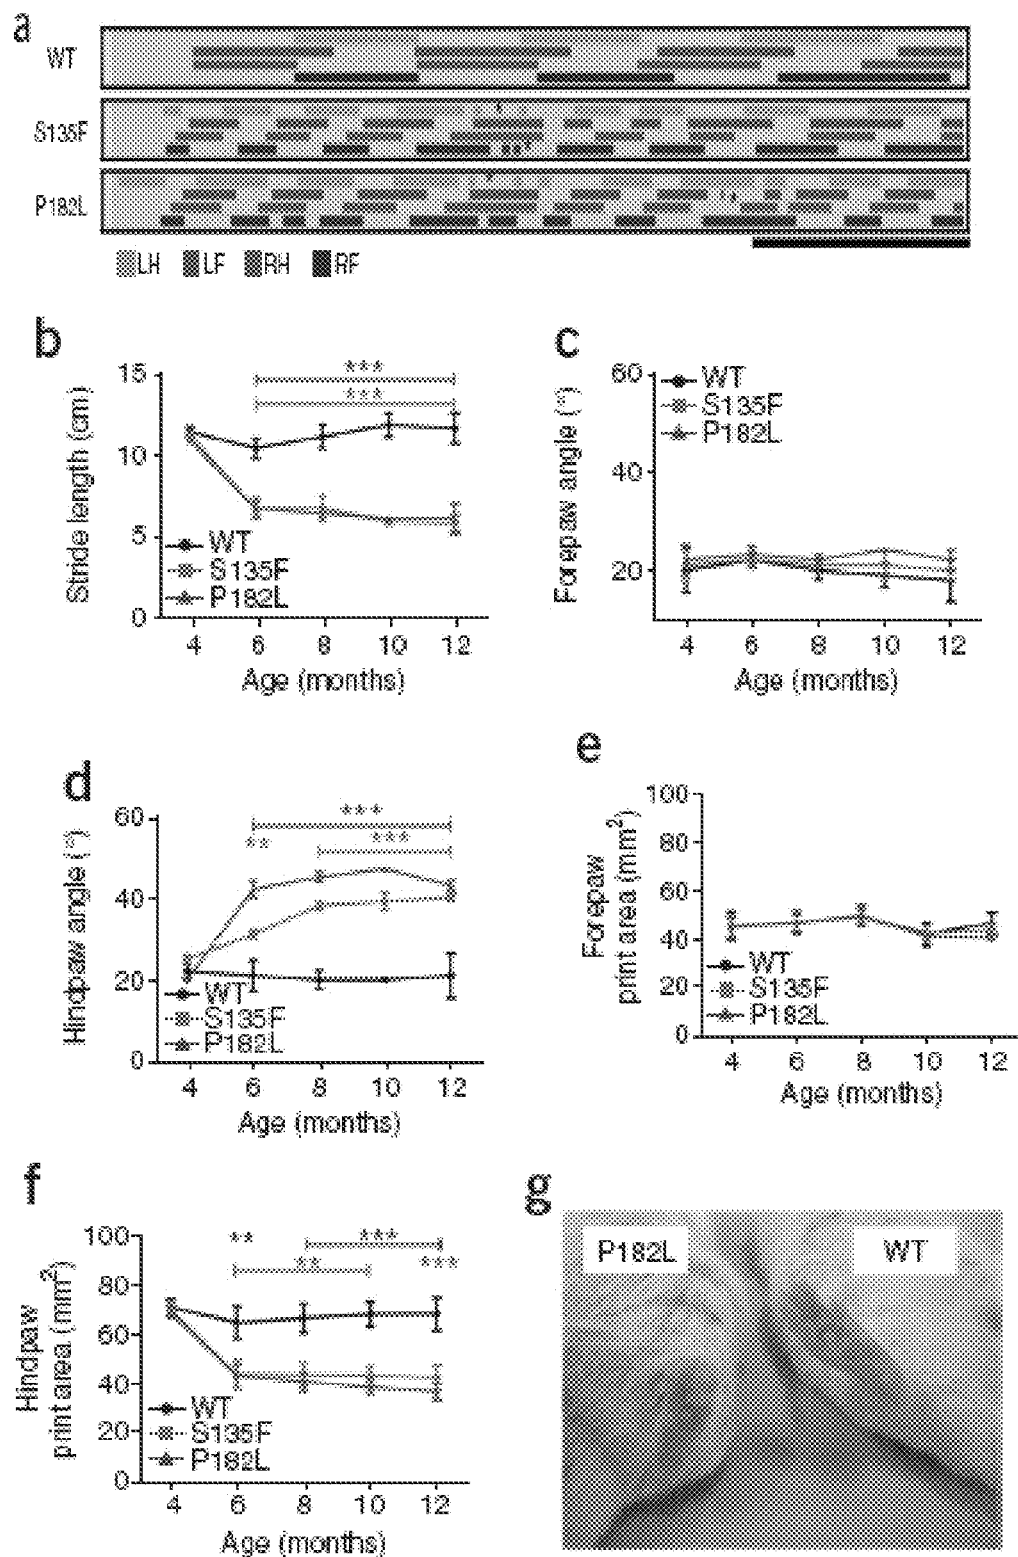 a
WT
S135F
P182L
LH LF RH RF
b
Stride length (cm)
15
10
5
0
***
***
WT
S135F
P182L
4 6 8 10 12
Age (months)
c
Forepaw angle (°)
60
40
20
WT
S135F
P182L
4 6 8 10 12
Age (months)
d
Hindpaw angle (°)
60
40
20
0
***
** ***
WT
S135F
P182L
4 6 8 10 12
Age (months)
e
Forepaw
print area (mm²)
100
80
60
40
20
0
WT
S135F
P182L
4 6 8 10 12
Age (months)
f
Hindpaw
print area (mm²)
100
80
60
40
20
0
** ***
** ***
WT
S135F
P182L
4 6 8 10 12
Age (months)
g
P182L WT